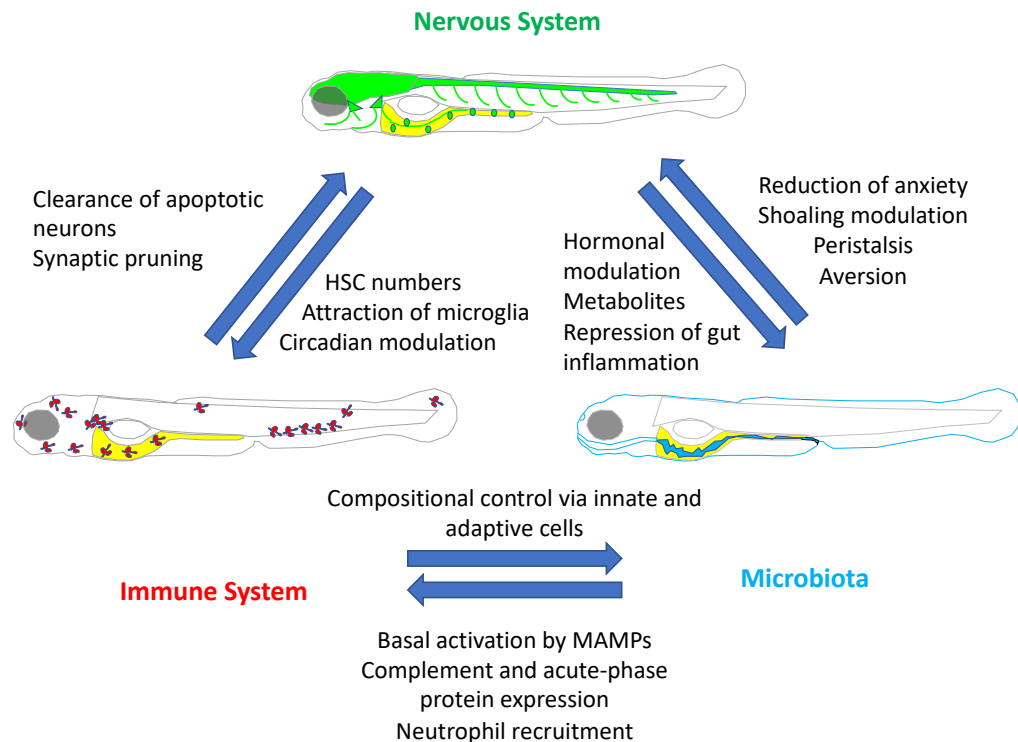 Nervous System
Clearance of apoptotic
neurons
Synaptic pruning
HSC numbers
Attraction of microglia
Circadian modulation
Hormonal
modulation
Metabolites
Repression of gut
inflammation
Reduction of anxiety
Shoaling modulation
Peristalsis
Aversion
Compositional control via innate and
adaptive cells
Immune System
Microbiota
Basal activation by MAMPs
Complement and acute-phase
protein expression
Neutrophil recruitment